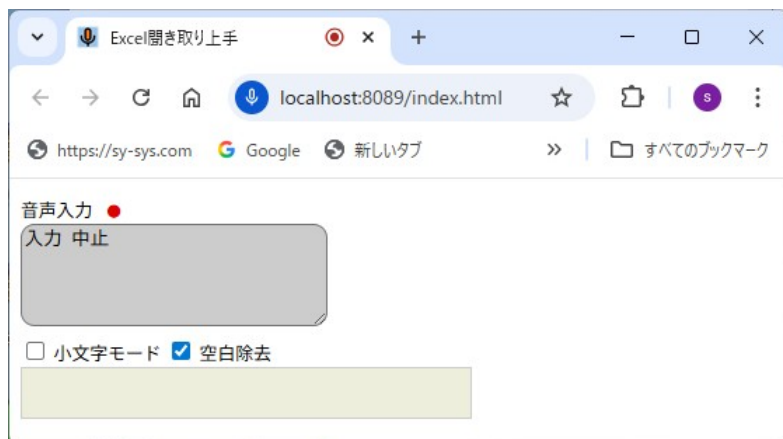 Excel聞き取り上手
localhost:8089/index.html
s
https://sy-sys.com Google 新しいタブ » すべてのブックマーク
音声入力
入力 中止
小文字モード 空白除去